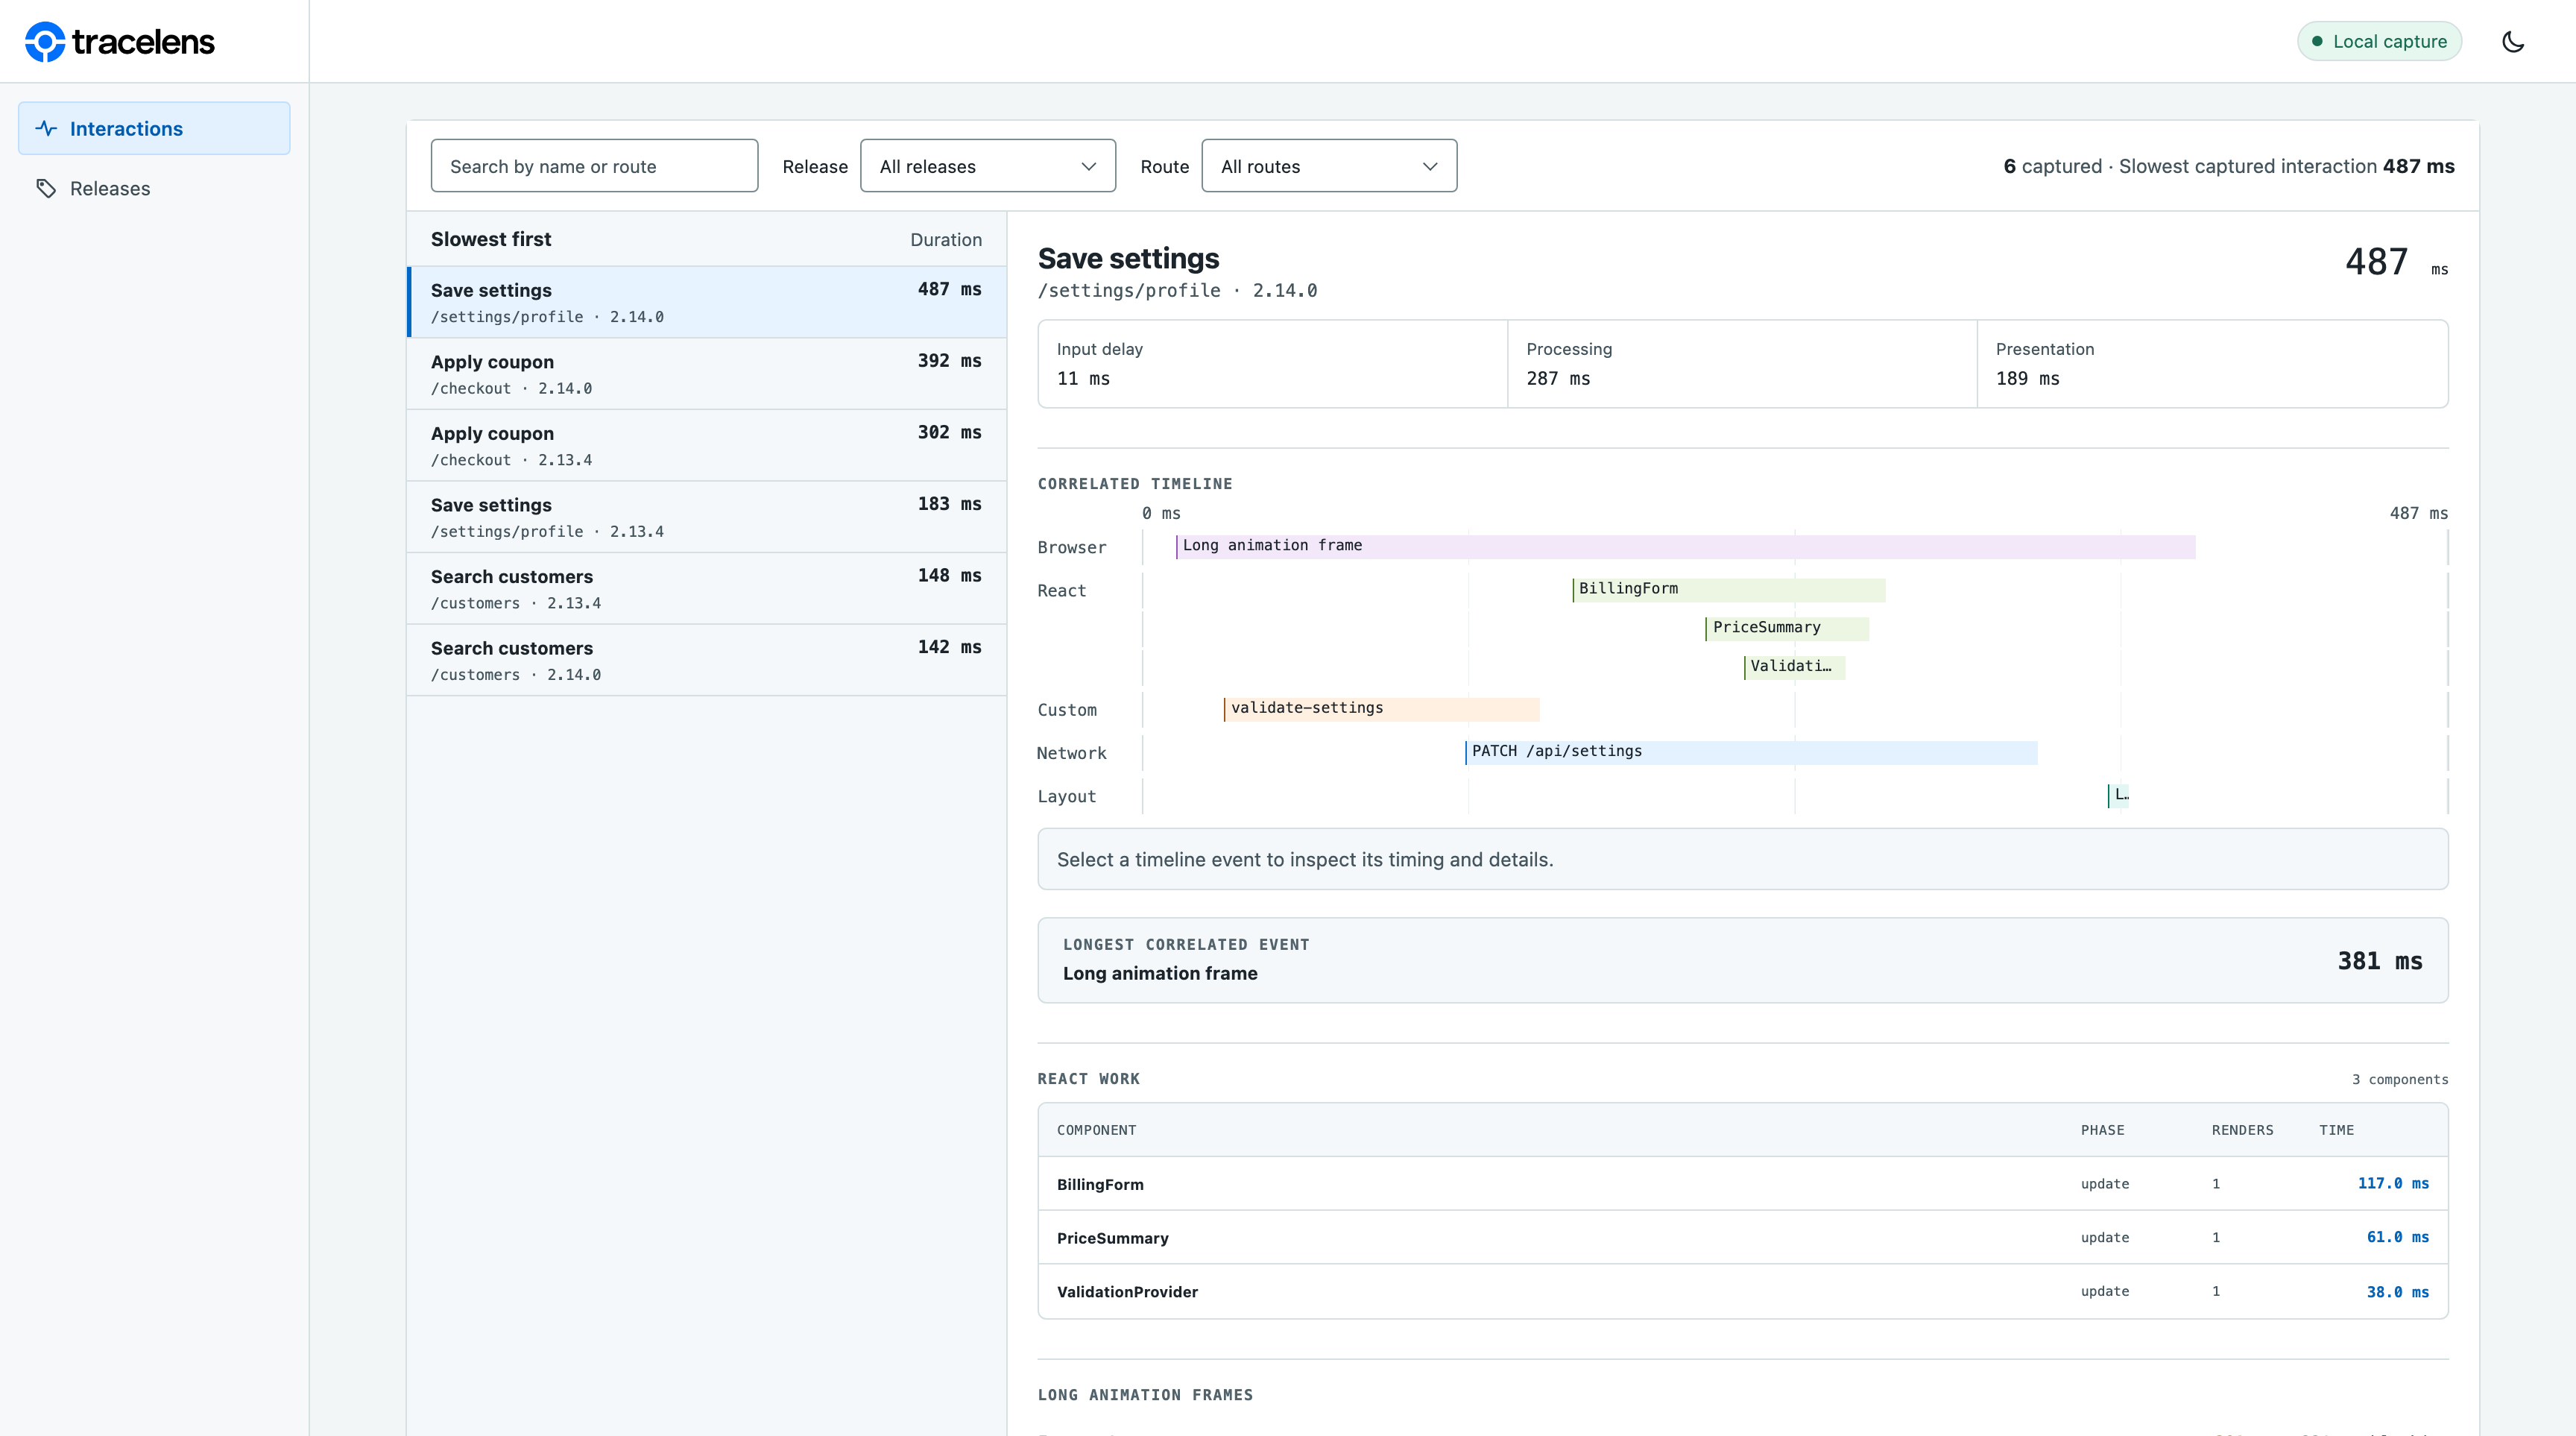 tracelens
Local capture
Interactions
Releases
Search by name or route
Release
All releases
Route
All routes
6 captured · Slowest captured interaction 487 ms
Slowest first
Duration
Save settings
487 ms
/settings/profile · 2.14.0
Apply coupon
392 ms
/checkout · 2.14.0
Apply coupon
302 ms
/checkout · 2.13.4
Save settings
183 ms
/settings/profile · 2.13.4
Search customers
148 ms
/customers · 2.13.4
Search customers
142 ms
/customers · 2.14.0
Save settings
487 ms
/settings/profile · 2.14.0
Input delay
11 ms
Processing
287 ms
Presentation
189 ms
CORRELATED TIMELINE
0 ms
487 ms
Browser
Long animation frame
React
BillingForm
PriceSummary
Validati…
Custom
validate-settings
Network
PATCH /api/settings
Layout
L…
Select a timeline event to inspect its timing and details.
LONGEST CORRELATED EVENT
Long animation frame
381 ms
REACT WORK
3 components
COMPONENT PHASE RENDERS TIME
BillingForm update 1 117.0 ms
PriceSummary update 1 61.0 ms
ValidationProvider update 1 38.0 ms
LONG ANIMATION FRAMES